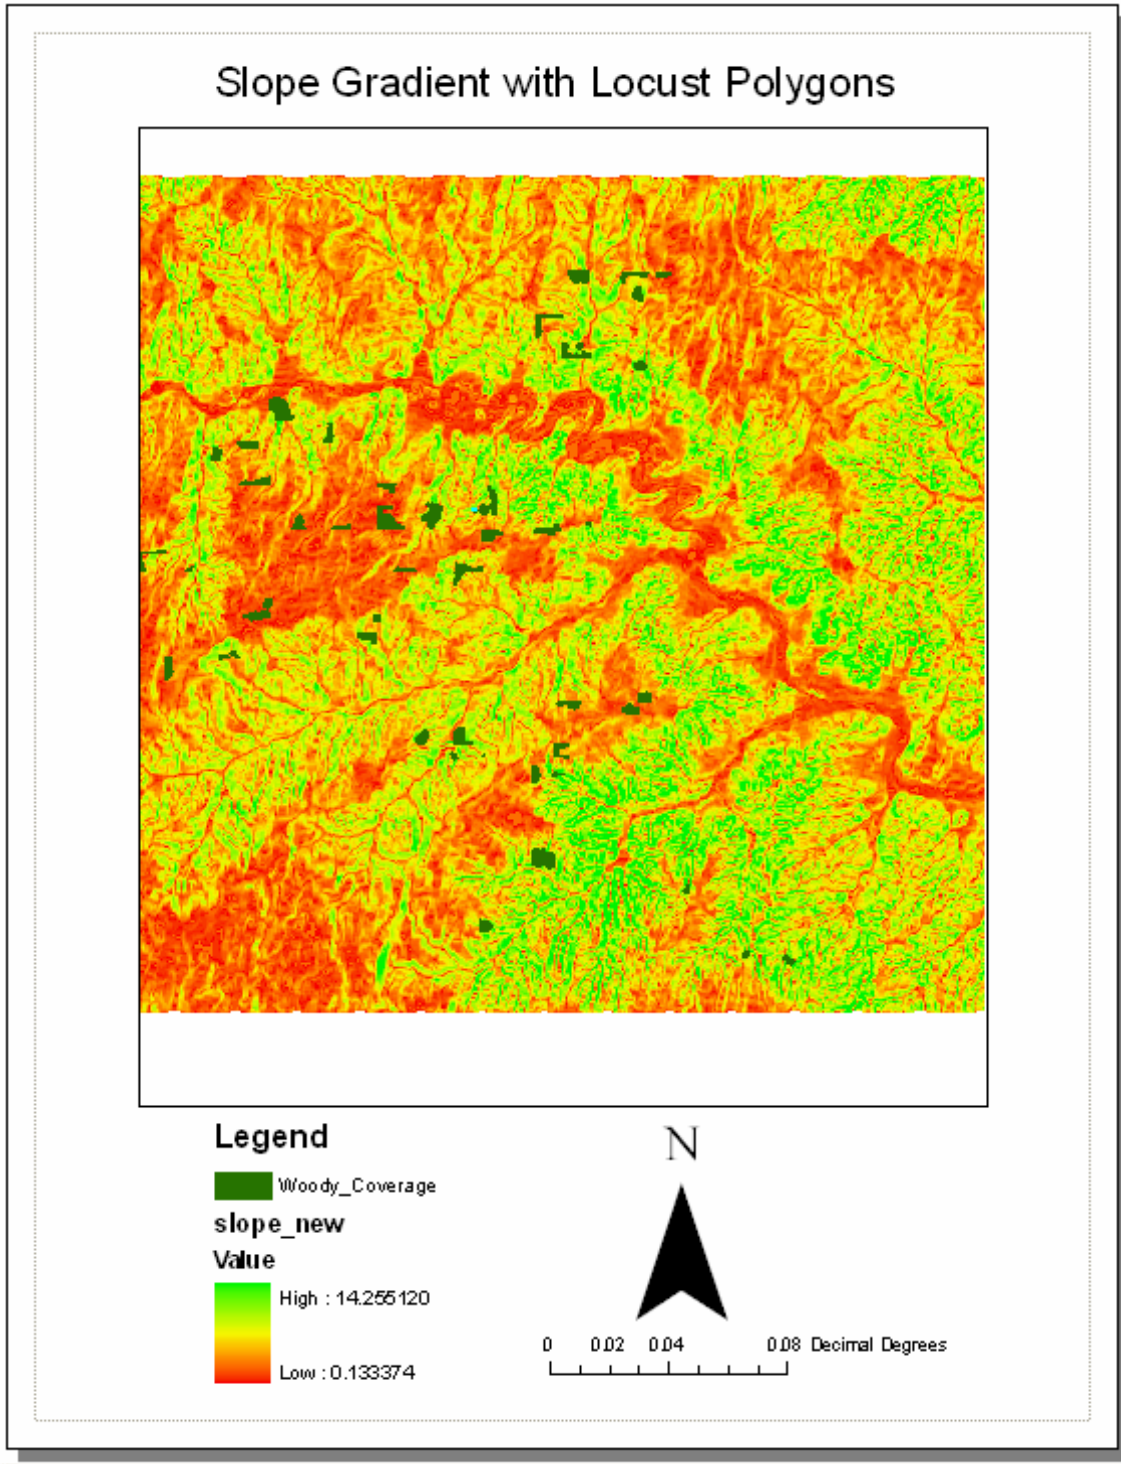 Slope Gradient with Locust Polygons
Legend
Woody_Coverage
slope_new
Value
High : 14.255120
Low : 0.133374
N
0 0.02 0.04 0.08 Decimal Degrees